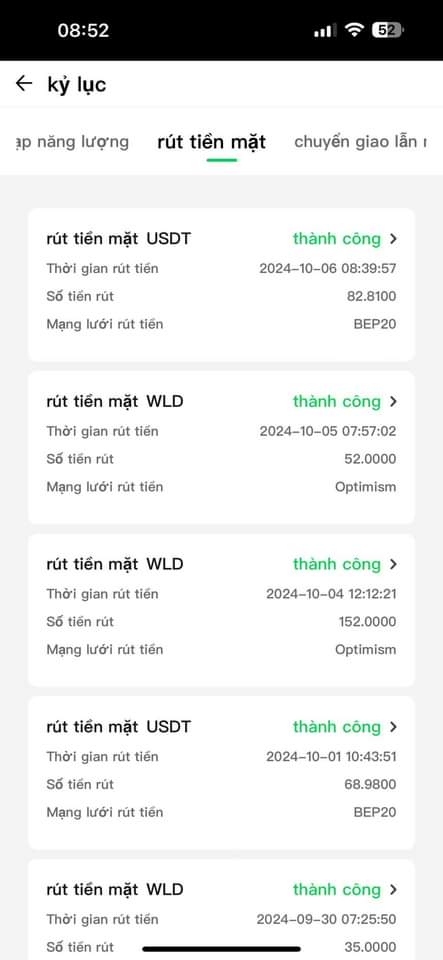 08:52
52
kỷ lục
ạp năng lượng rút tiền mặt chuyển giao lẫn n
rút tiền mặt USDT thành công
Thời gian rút tiền 2024-10-06 08:39:57
Số tiền rút 82.8100
Mạng lưới rút tiền BEP20
rút tiền mặt WLD thành công
Thời gian rút tiền 2024-10-05 07:57:02
Số tiền rút 52.0000
Mạng lưới rút tiền Optimism
rút tiền mặt WLD thành công
Thời gian rút tiền 2024-10-04 12:12:21
Số tiền rút 152.0000
Mạng lưới rút tiền Optimism
rút tiền mặt USDT thành công
Thời gian rút tiền 2024-10-01 10:43:51
Số tiền rút 68.9800
Mạng lưới rút tiền BEP20
rút tiền mặt WLD thành công
Thời gian rút tiền 2024-09-30 07:25:50
Số tiền rút 35.0000